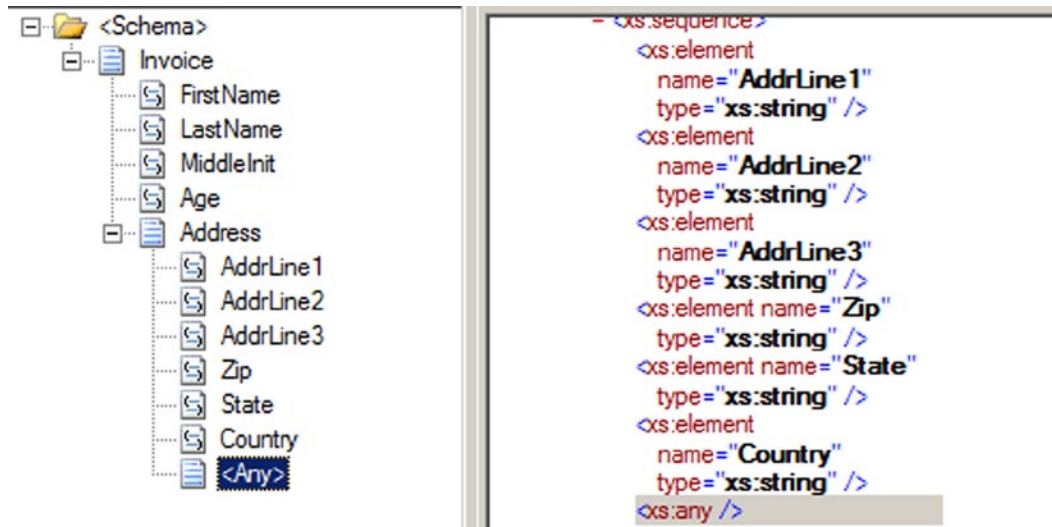 <Schema>
Invoice
FirstName
LastName
MiddleInit
Age
Address
AddrLine1
AddrLine2
AddrLine3
Zip
State
Country
<Any>
- <xs:sequence>
<xs:element
name="AddrLine1"
type="xs:string" />
<xs:element
name="AddrLine2"
type="xs:string" />
<xs:element
name="AddrLine3"
type="xs:string" />
<xs:element name="Zip"
type="xs:string" />
<xs:element name="State"
type="xs:string" />
<xs:element
name="Country"
type="xs:string" />
<xs:any />